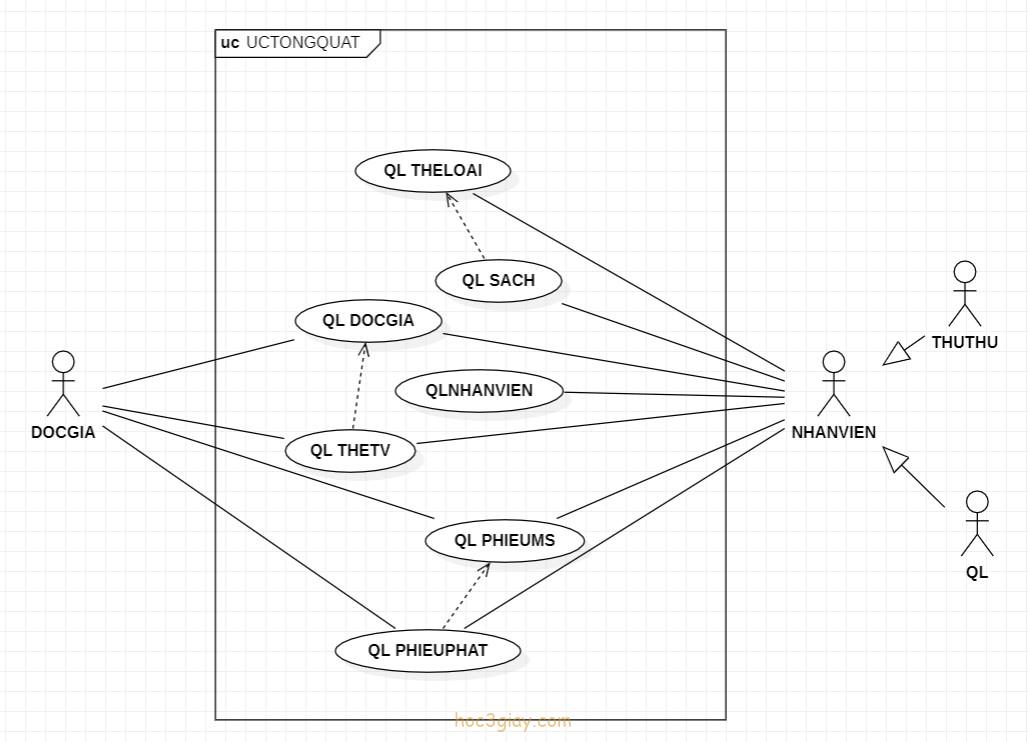 uc UCTONGQUAT
QL THELOAI
QL SACH
THUTHU
QL DOCGIA
QLNHANVIEN
DOCGIA
NHANVIEN
QL THETV
QL PHIEUMS
QL
QL PHIEUPHAT
hoc3giay.com